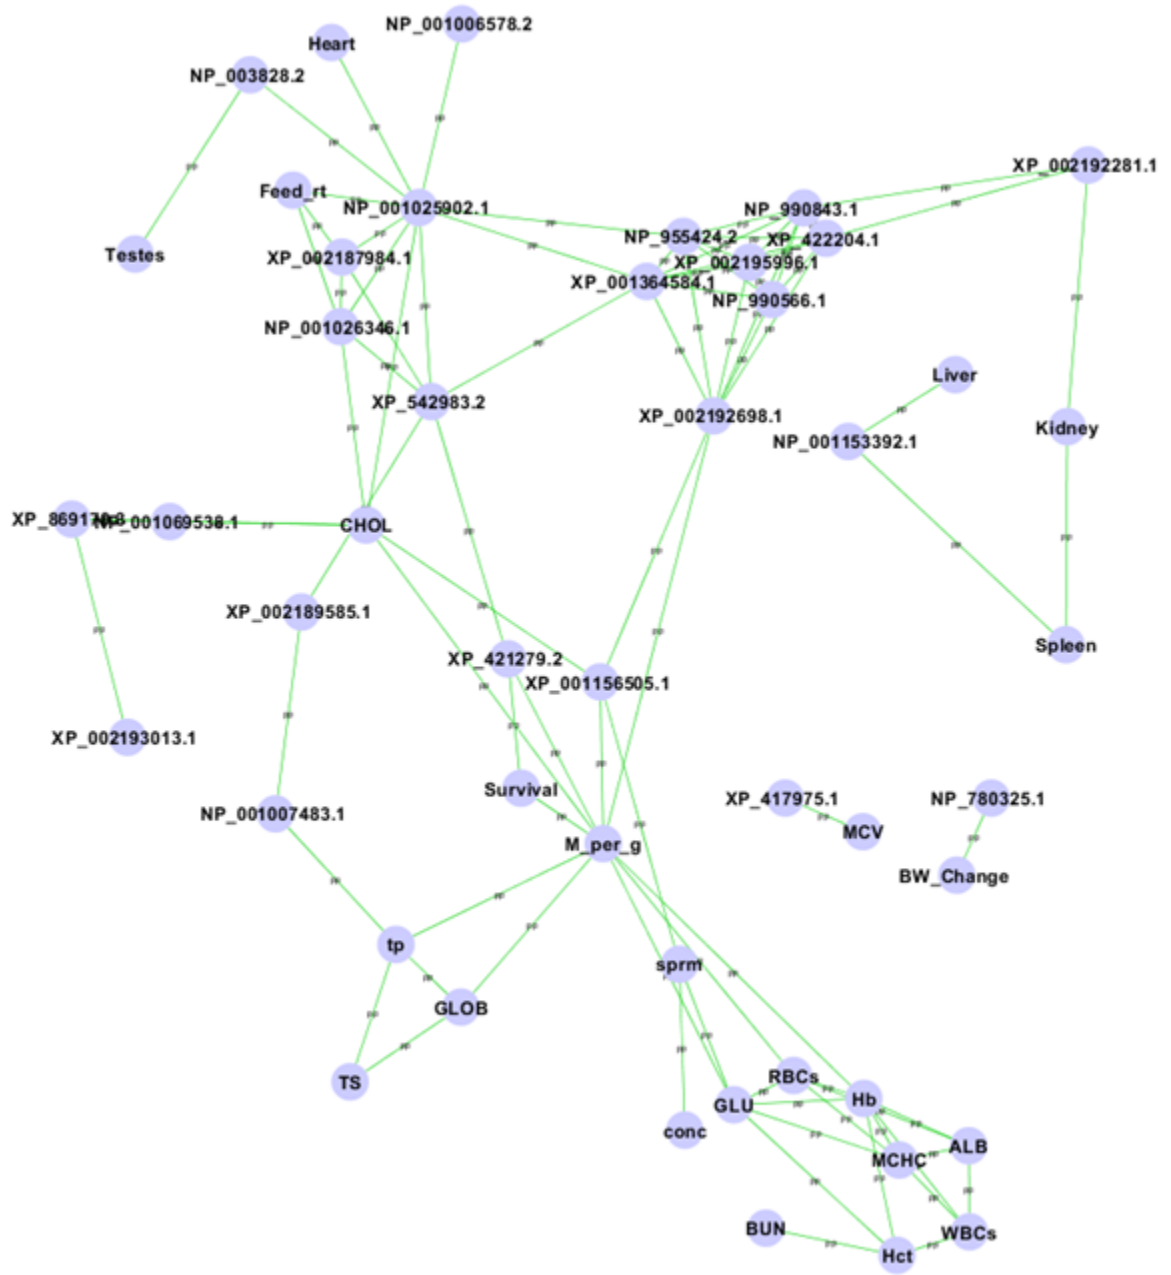 NP_001006578.2
Heart
NP_003828.2
XP_002192281.1
Feed_rt
NP_001025902.1
NP_990843.1
NP_955424.2
XP_422204.1
Testes
XP_002187984.1
XP_002195996.1
XP_001364584.1
NP_990566.1
NP_001026346.1
Liver
XP_542983.2
XP_002192698.1
NP_001153392.1
Kidney
NP_001069538.1
CHOL
XP_002189585.1
Spleen
XP_421279.2
XP_001156505.1
XP_002193013.1
Survival
XP_417975.1
NP_780325.1
NP_001007483.1
MCV
M_per_g
BW_Change
tp
sprm
GLOB
TS
RBCs
Hb
GLU
conc
ALB
MCHC
BUN
WBCs
Hct